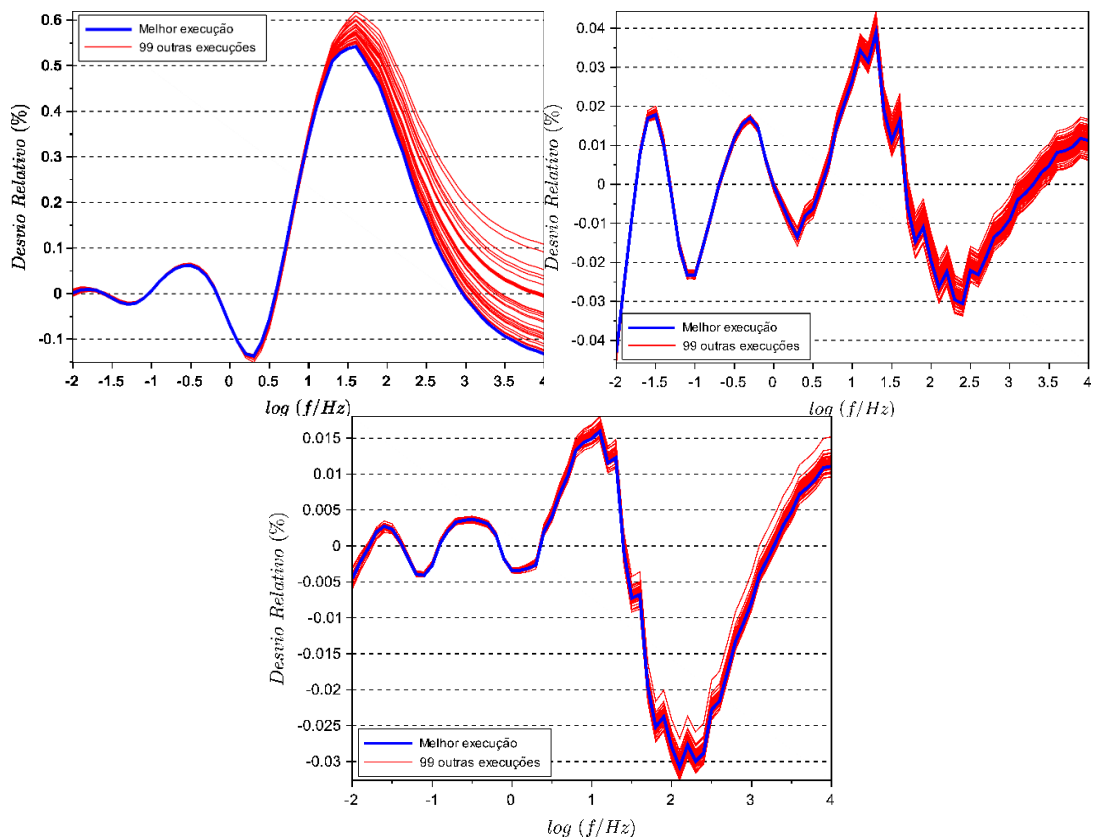 Desvio Relativo (%)
0.6
0.5
0.4
0.3
0.2
0.1
0
-0.1
Melhor execução
99 outras execuções
-2 -1.5 -1 -0.5 0 0.5 1 1.5 2 2.5 3 3.5 4
log (f/Hz)
Desvio Relativo (%)
0.04
0.03
0.02
0.01
0
-0.01
-0.02
-0.03
-0.04
Melhor execução
99 outras execuções
-2 -1.5 -1 -0.5 0 0.5 1 1.5 2 2.5 3 3.5 4
log (f/Hz)
Desvio Relativo (%)
0.015
0.01
0.005
0
-0.005
-0.01
-0.015
-0.02
-0.025
-0.03
Melhor execução
99 outras execuções
-2 -1 0 1 2 3 4
log (f/Hz)